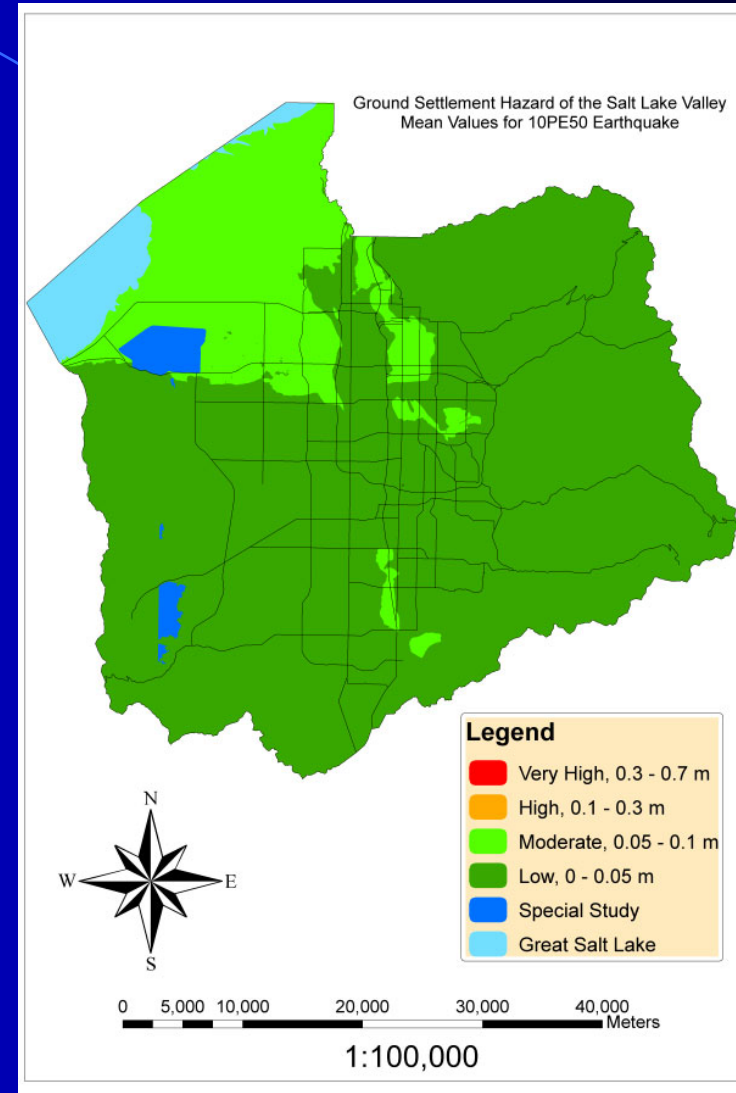 Ground Settlement Hazard of the Salt Lake Valley
Mean Values for 10PE50 Earthquake
Legend
Very High, 0.3 - 0.7 m
High, 0.1 - 0.3 m
Moderate, 0.05 - 0.1 m
Low, 0 - 0.05 m
Special Study
Great Salt Lake
N
W E
S
0 5,000 10,000 20,000 30,000 40,000
Meters
1:100,000